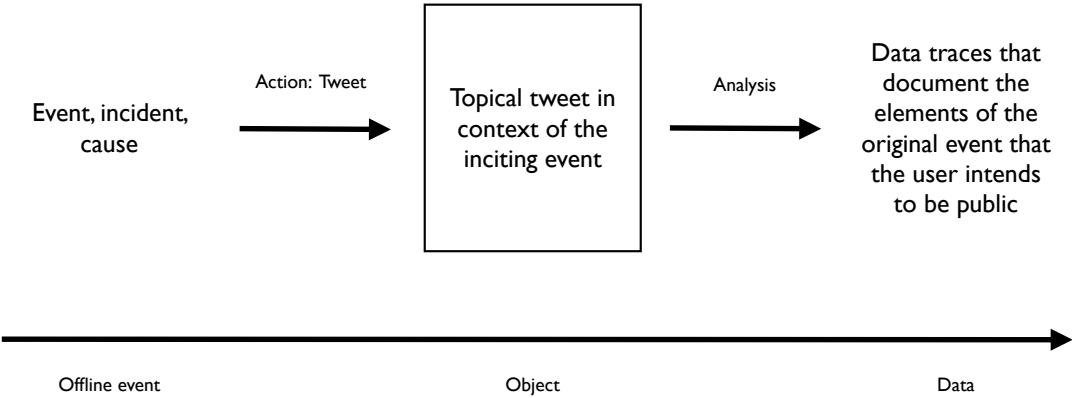 Event, incident,
cause
Action: Tweet
Topical tweet in
context of the
inciting event
Analysis
Data traces that
document the
elements of the
original event that
the user intends
to be public
Offline event
Object
Data